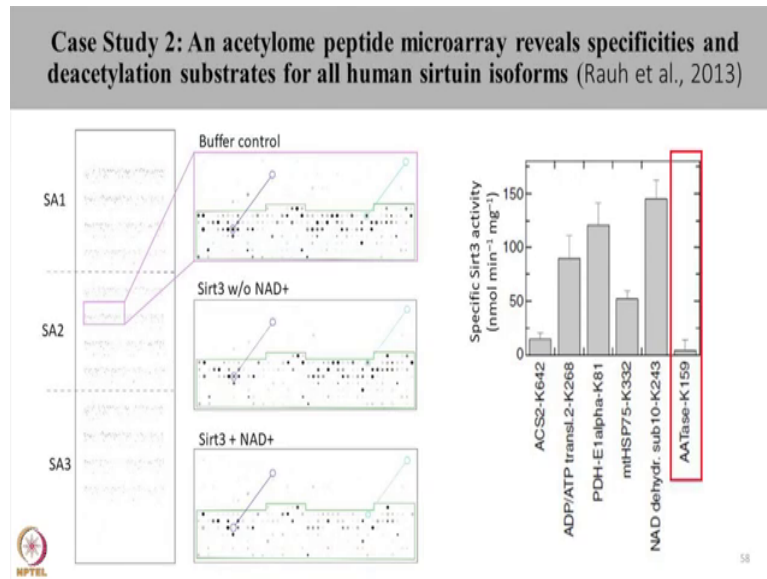 Case Study 2: An acetylome peptide microarray reveals specificities and
deacetylation substrates for all human sirtuin isoforms (Rauh et al., 2013)
SA1
SA2
SA3
Buffer control
Sirt3 w/o NAD+
Sirt3 + NAD+
Specific Sirt3 activity
(nmol min⁻¹ mg⁻¹)
150
100
50
0
ACS2-K642
ADP/ATP transl.2-K268
PDH-E1alpha-K81
mtHSP75-K332
NAD dehydr. sub10-K243
AATase-K159
NPTEL
58